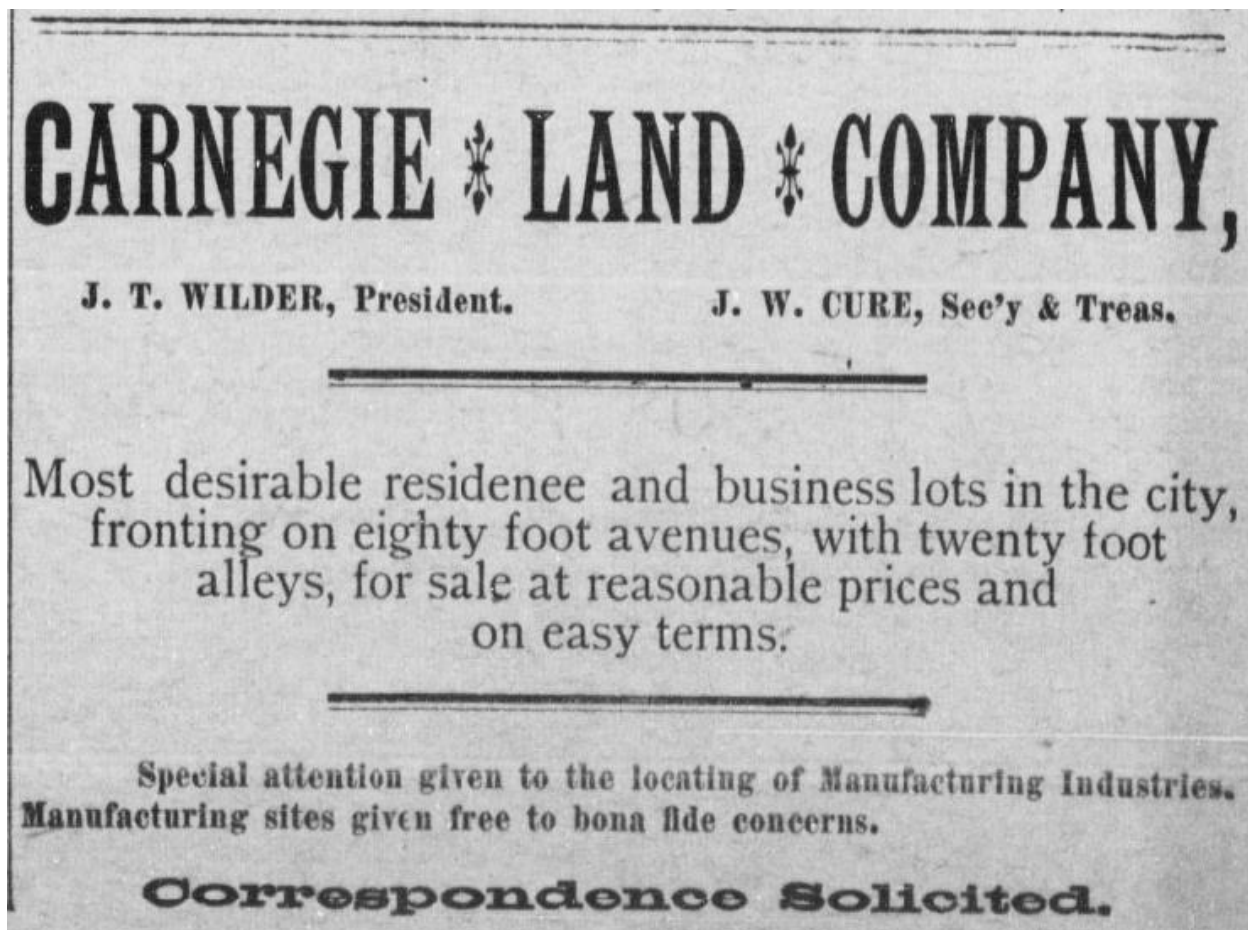 CARNEGIE LAND COMPANY,
J. T. WILDER, President. J. W. CURE, Sec'y & Treas.
Most desirable residenee and business lots in the city,
fronting on eighty foot avenues, with twenty foot
alleys, for sale at reasonable prices and
on easy terms.
Special attention given to the locating of Manufacturing Industries.
Manufacturing sites given free to bona fide concerns.
Correspondence Solicited.